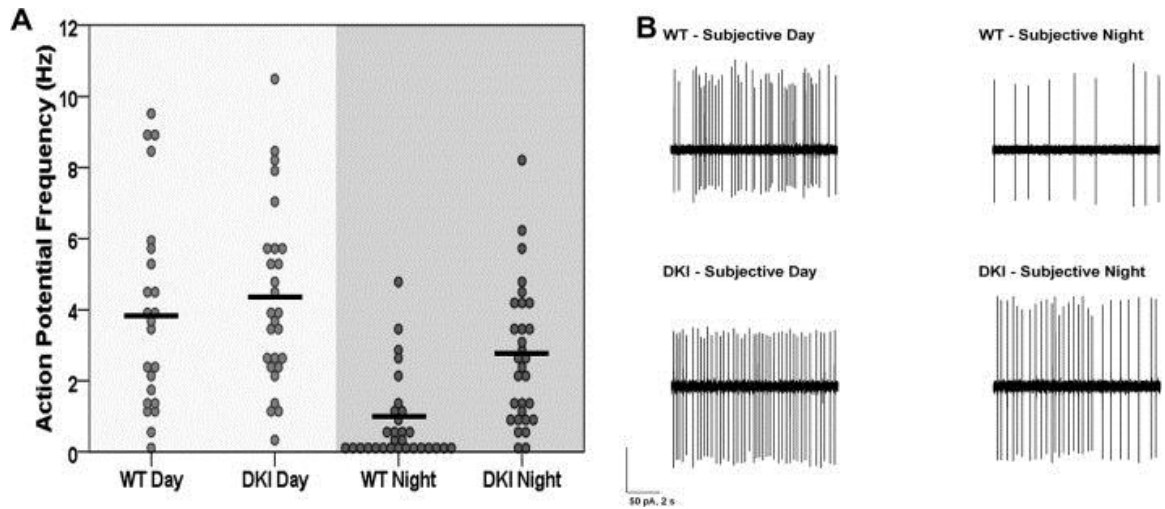 A
Action Potential Frequency (Hz)
12
10
8
6
4
2
0
WT Day
DKI Day
WT Night
DKI Night
B
WT - Subjective Day
WT - Subjective Night
DKI - Subjective Day
DKI - Subjective Night
50 pA, 2 s